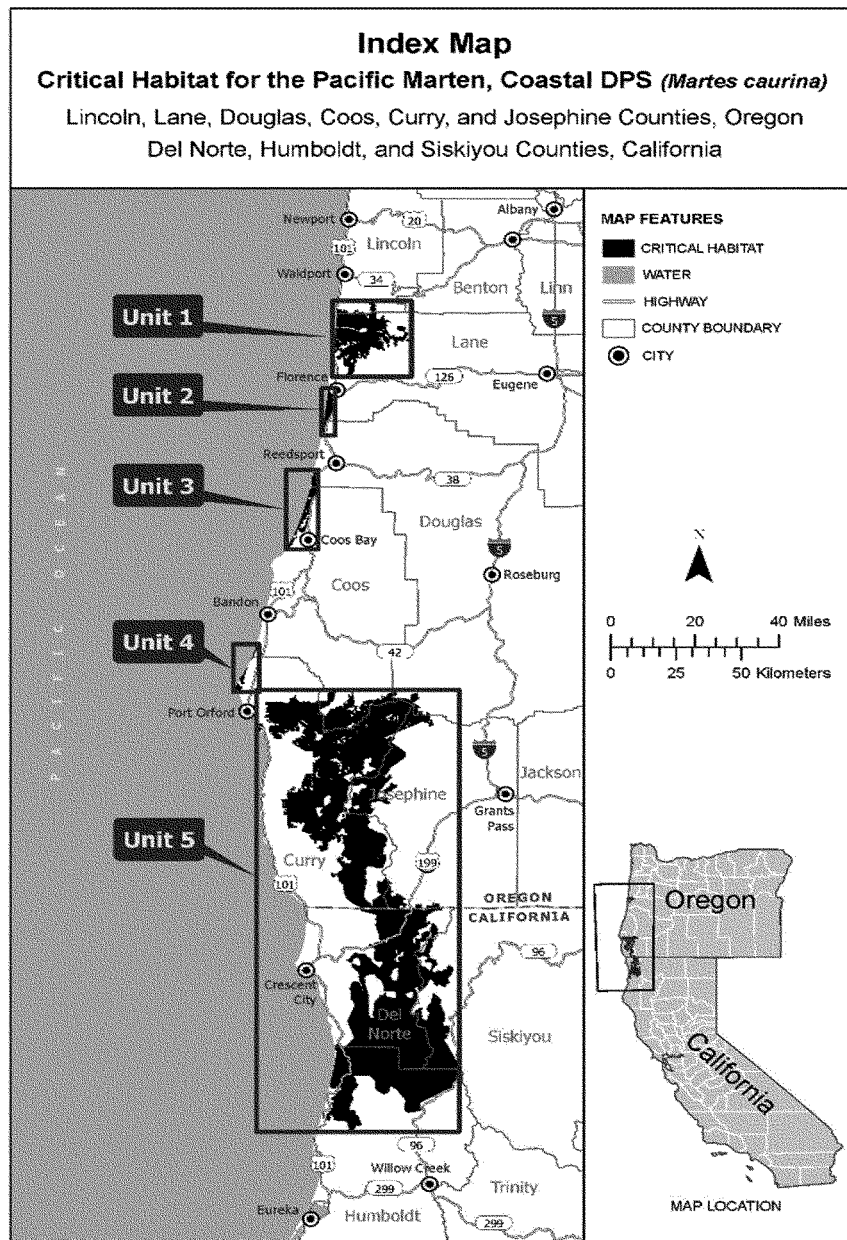 Index Map
Critical Habitat for the Pacific Marten, Coastal DPS (Martes caurina)
Lincoln, Lane, Douglas, Coos, Curry, and Josephine Counties, Oregon
Del Norte, Humboldt, and Siskiyou Counties, California
Newport
20
Albany
101
Lincoln
Waldport
34
Benton
Linn
Unit 1
5
Lane
Florence
126
Eugene
Unit 2
Reedsport
38
Unit 3
Douglas
Coos Bay
5
Roseburg
101
Coos
Bandon
42
Unit 4
Port Orford
5
Jackson
Josephine
Grants
Pass
Unit 5
Curry
199
101
OREGON
CALIFORNIA
96
Crescent
City
Del
Norte
Siskiyou
96
101
Willow Creek
299
Trinity
Eureka
Humboldt
299
PACIFIC OCEAN
MAP FEATURES
CRITICAL HABITAT
WATER
HIGHWAY
COUNTY BOUNDARY
CITY
N
0 20 40 Miles
0 25 50 Kilometers
Oregon
California
MAP LOCATION